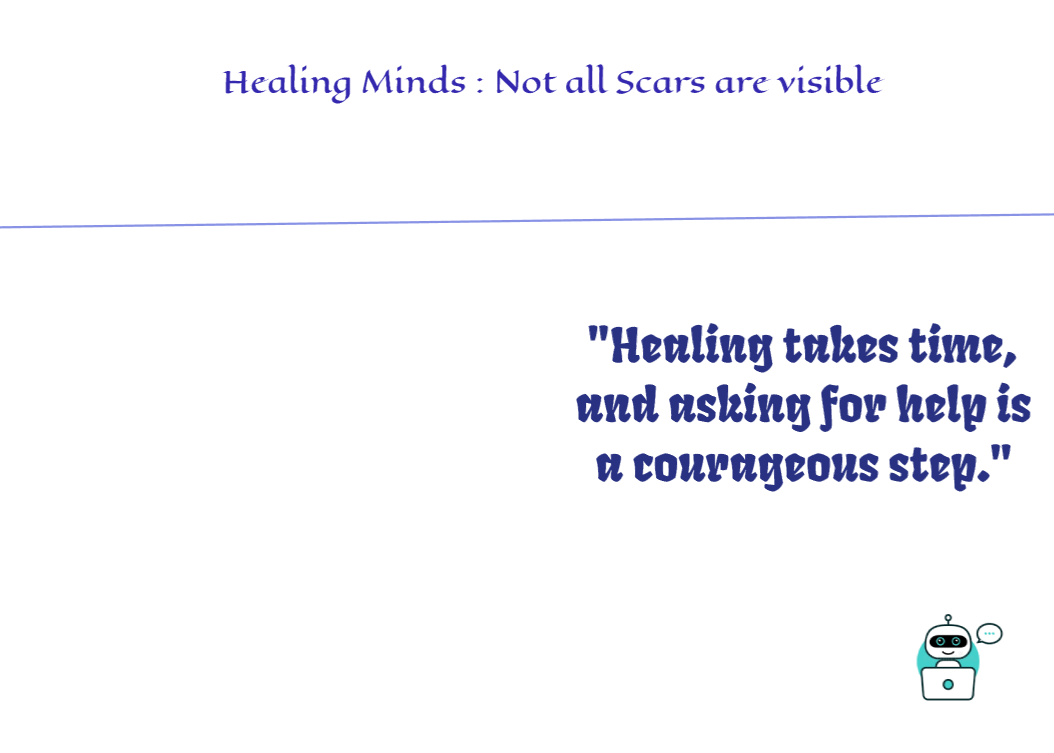 Healing Minds : Not all Scars are visible
"Healing takes time,
and asking for help is
a courageous step."